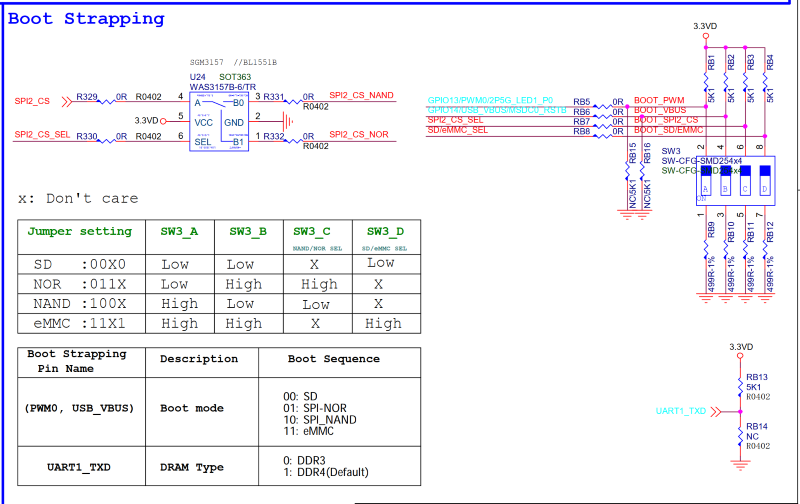 Boot Strapping
SGM3157 //BL1551B
U24 SOT363
WAS3157B-6/TR
SPI2_CS R329 0R R0402 4 A B0 3 R331 0R SPI2_CS_NAND
R0402
3.3VD 5 VCC GND 2
SPI2_CS_SEL R330 0R R0402 6 SEL B1 1 R332 0R SPI2_CS_NOR
R0402
3.3VD
RB1 RB2 RB3 RB4
5K1 5K1 5K1 5K1
RB5 0R BOOT_PWM
RB6 0R BOOT_VBUS
SPI2_CS_SEL RB7 0R BOOT_SPI2_CS
SD/eMMC_SEL RB8 0R BOOT_SD/EMMC
RB15 RB16
NC\5K1 NC\5K1
2 4 6 8
SW3
SW-CFG-SMD254x4
A B C D
ON
1 3 5 7
RB9 RB10 RB11 RB12
499R-1% 499R-1% 499R-1% 499R-1%
x: Don't care
Jumper setting SW3_A SW3_B SW3_C SW3_D
NAND/NOR SEL SD/eMMC SEL
SD :00X0 Low Low X Low
NOR :011X Low High High X
NAND :100X High Low Low X
eMMC :11X1 High High X High
Boot Strapping Pin Name Description Boot Sequence
(PWM0, USB_VBUS) Boot mode
00: SD
01: SPI-NOR
10: SPI_NAND
11: eMMC
UART1_TXD DRAM Type
0: DDR3
1: DDR4(Default)
3.3VD
RB13
5K1
R0402
UART1_TXD
RB14
NC
R0402